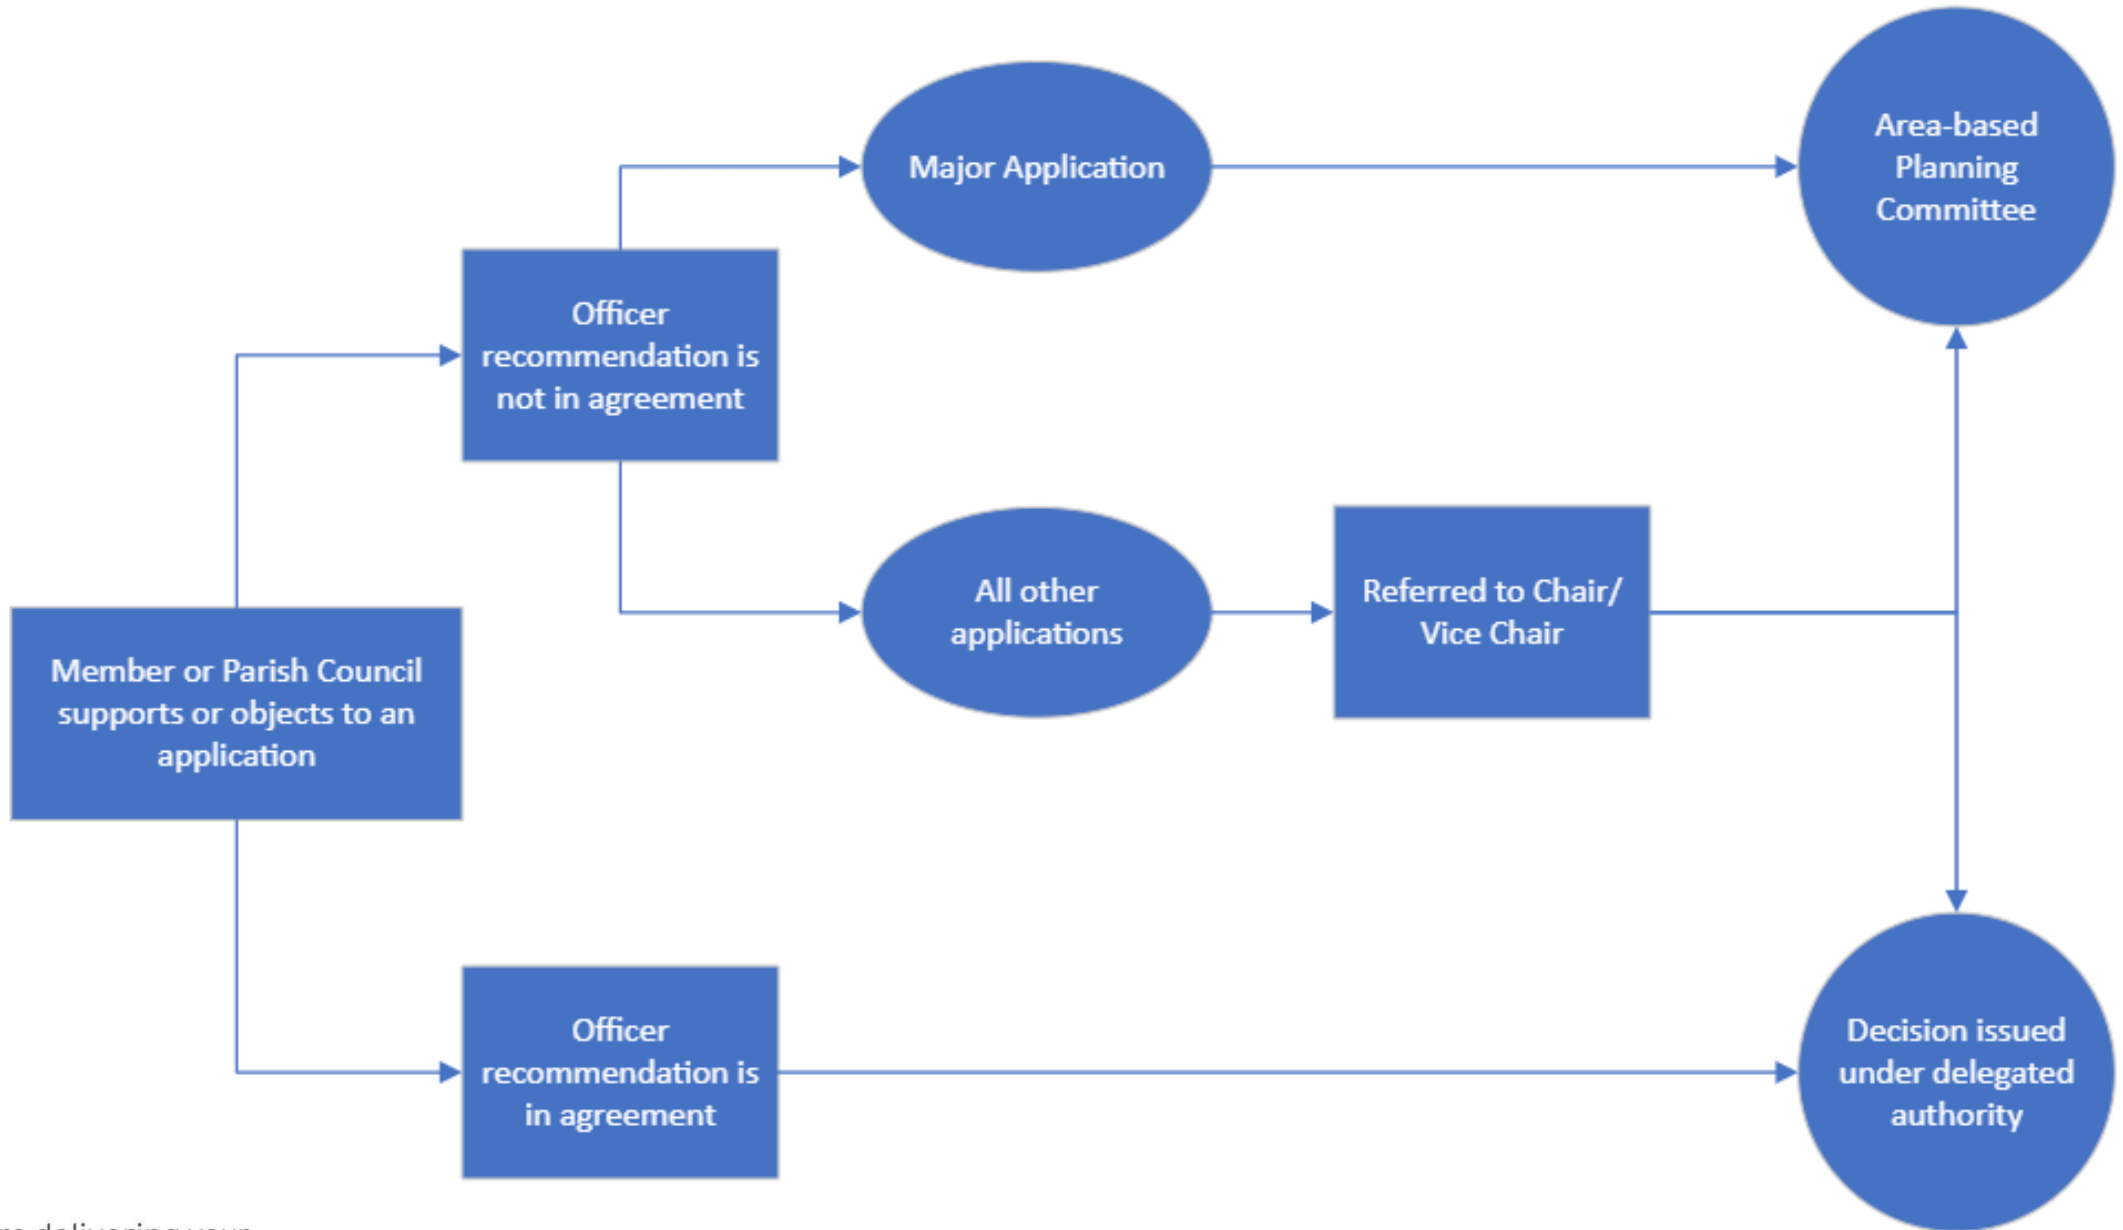 Area-based
Planning
Committee
Major Application
Officer
recommendation is
not in agreement
All other
applications
Referred to Chair/
Vice Chair
Member or Parish Council
supports or objects to an
application
Officer
recommendation is
in agreement
Decision issued
under delegated
authority
delivering your